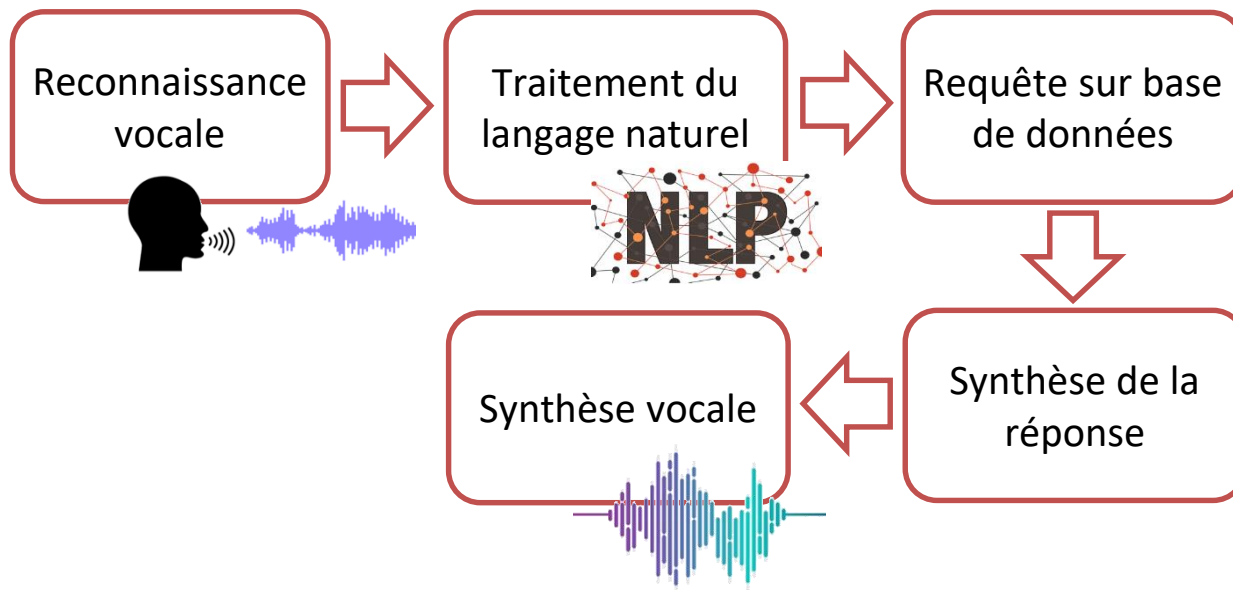 Reconnaissance
vocale
Traitement du
langage naturel
NLP
Requête sur base
de données
Synthèse de la
réponse
Synthèse vocale